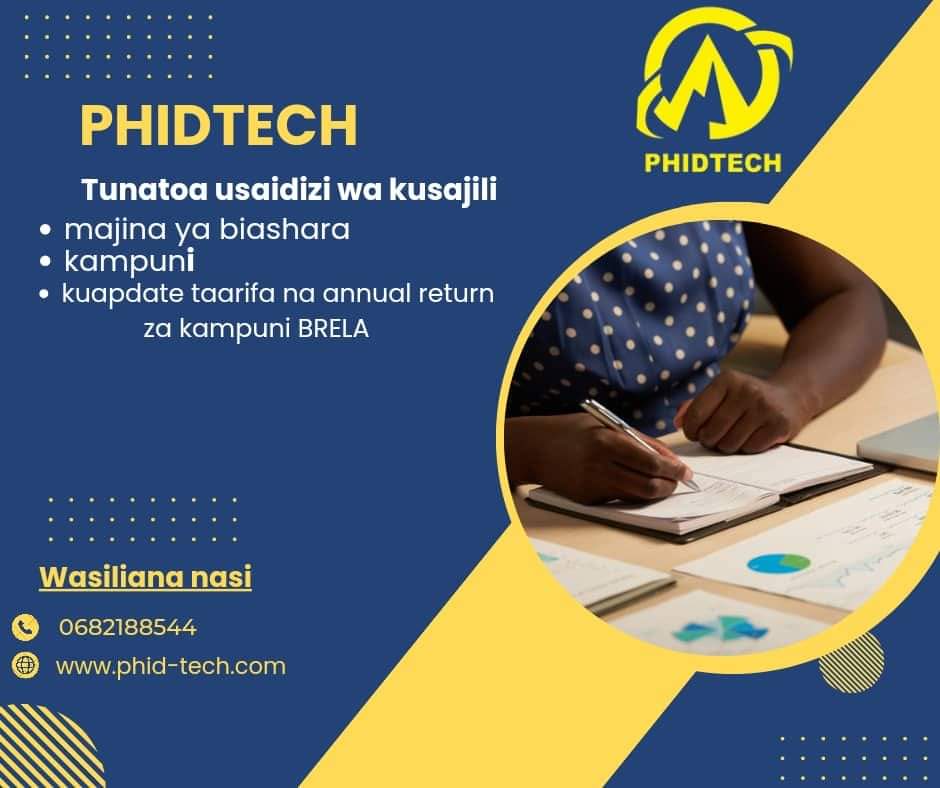 PHIDTECH
PHIDTECH
Tunatoa usaidizi wa kusajili
majina ya biashara
kampuni
kuapdate taarifa na annual return
za kampuni BRELA
Wasiliana nasi
0682188544
www.phid-tech.com